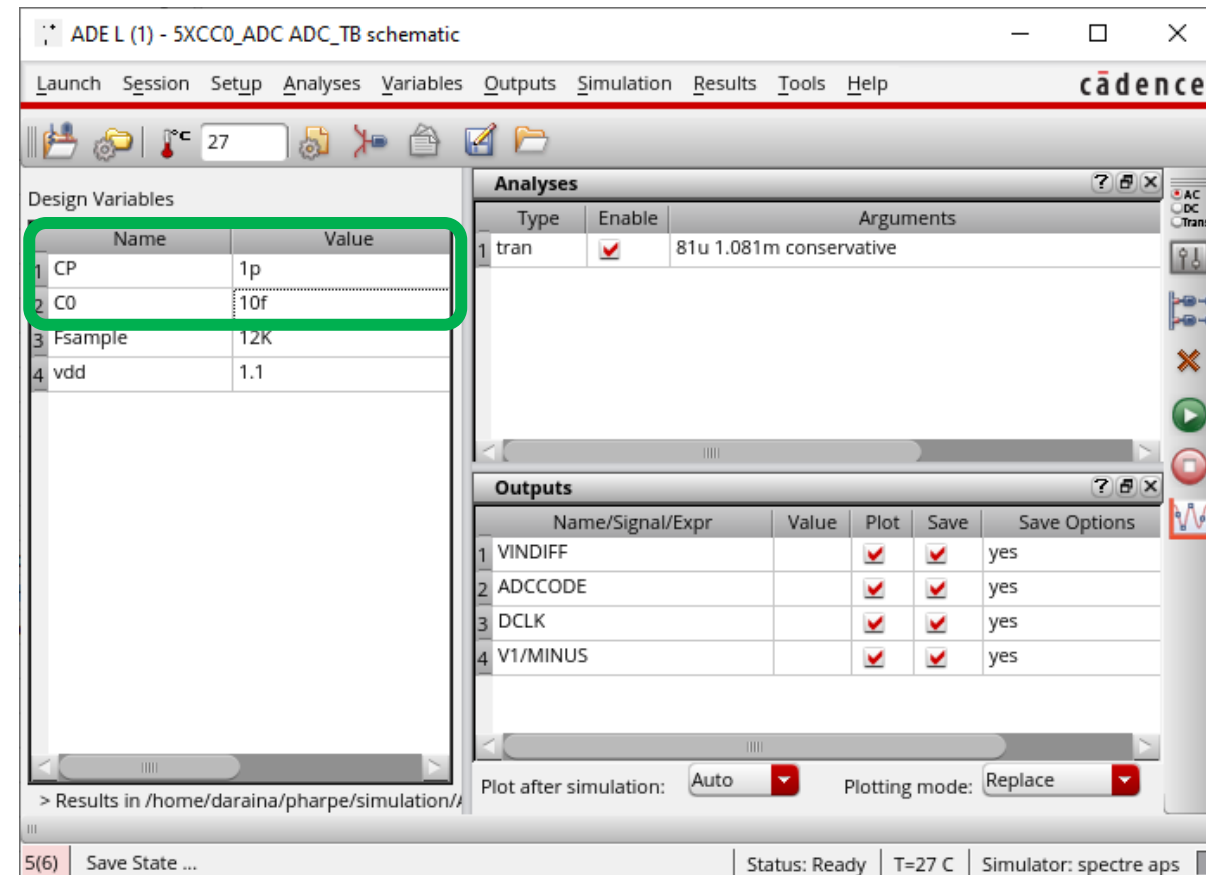 ADE L (1) - 5XCC0_ADC ADC_TB schematic
Launch Session Setup Analyses Variables Outputs Simulation Results Tools Help cādence
°C 27
Design Variables
Name Value
1 CP 1p
2 C0 10f
3 Fsample 12K
4 vdd 1.1
> Results in /home/daraina/pharpe/simulation/
Analyses
Type Enable Arguments
1 tran 81u 1.081m conservative
Outputs
Name/Signal/Expr Value Plot Save Save Options
1 VINDIFF yes
2 ADCCODE yes
3 DCLK yes
4 V1/MINUS yes
Plot after simulation: Auto Plotting mode: Replace
AC
DC
Trans
5(6) Save State ... Status: Ready T=27 C Simulator: spectre aps